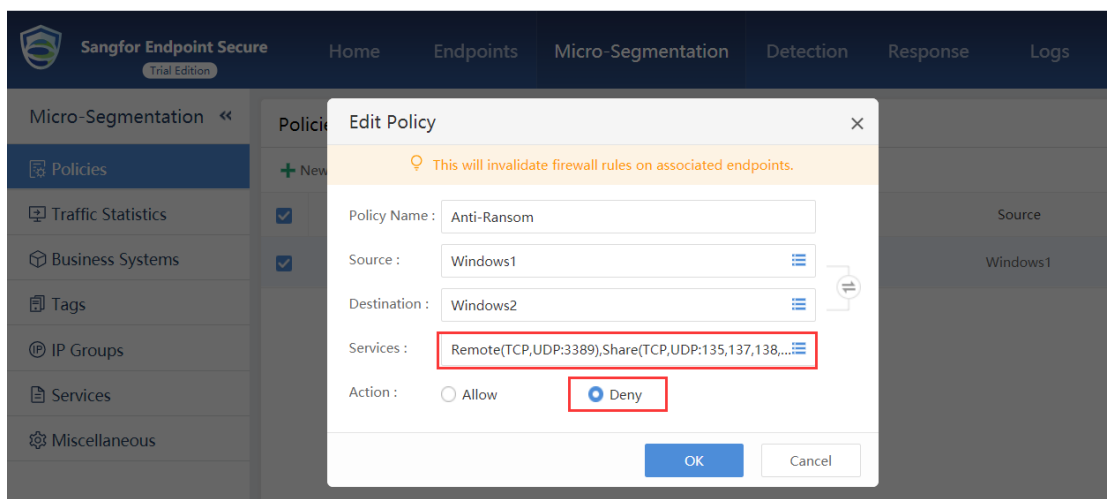 Sangfor Endpoint Secure
Trial Edition
Home Endpoints Micro-Segmentation Detection Response Logs
Micro-Segmentation «
Policies
Traffic Statistics
Business Systems
Tags
IP Groups
Services
Miscellaneous
Policie
New
Source
Windows1
Edit Policy
This will invalidate firewall rules on associated endpoints.
Policy Name : Anti-Ransom
Source : Windows1
Destination : Windows2
Services : Remote(TCP,UDP:3389),Share(TCP,UDP:135,137,138,...
Action : Allow Deny
OK Cancel